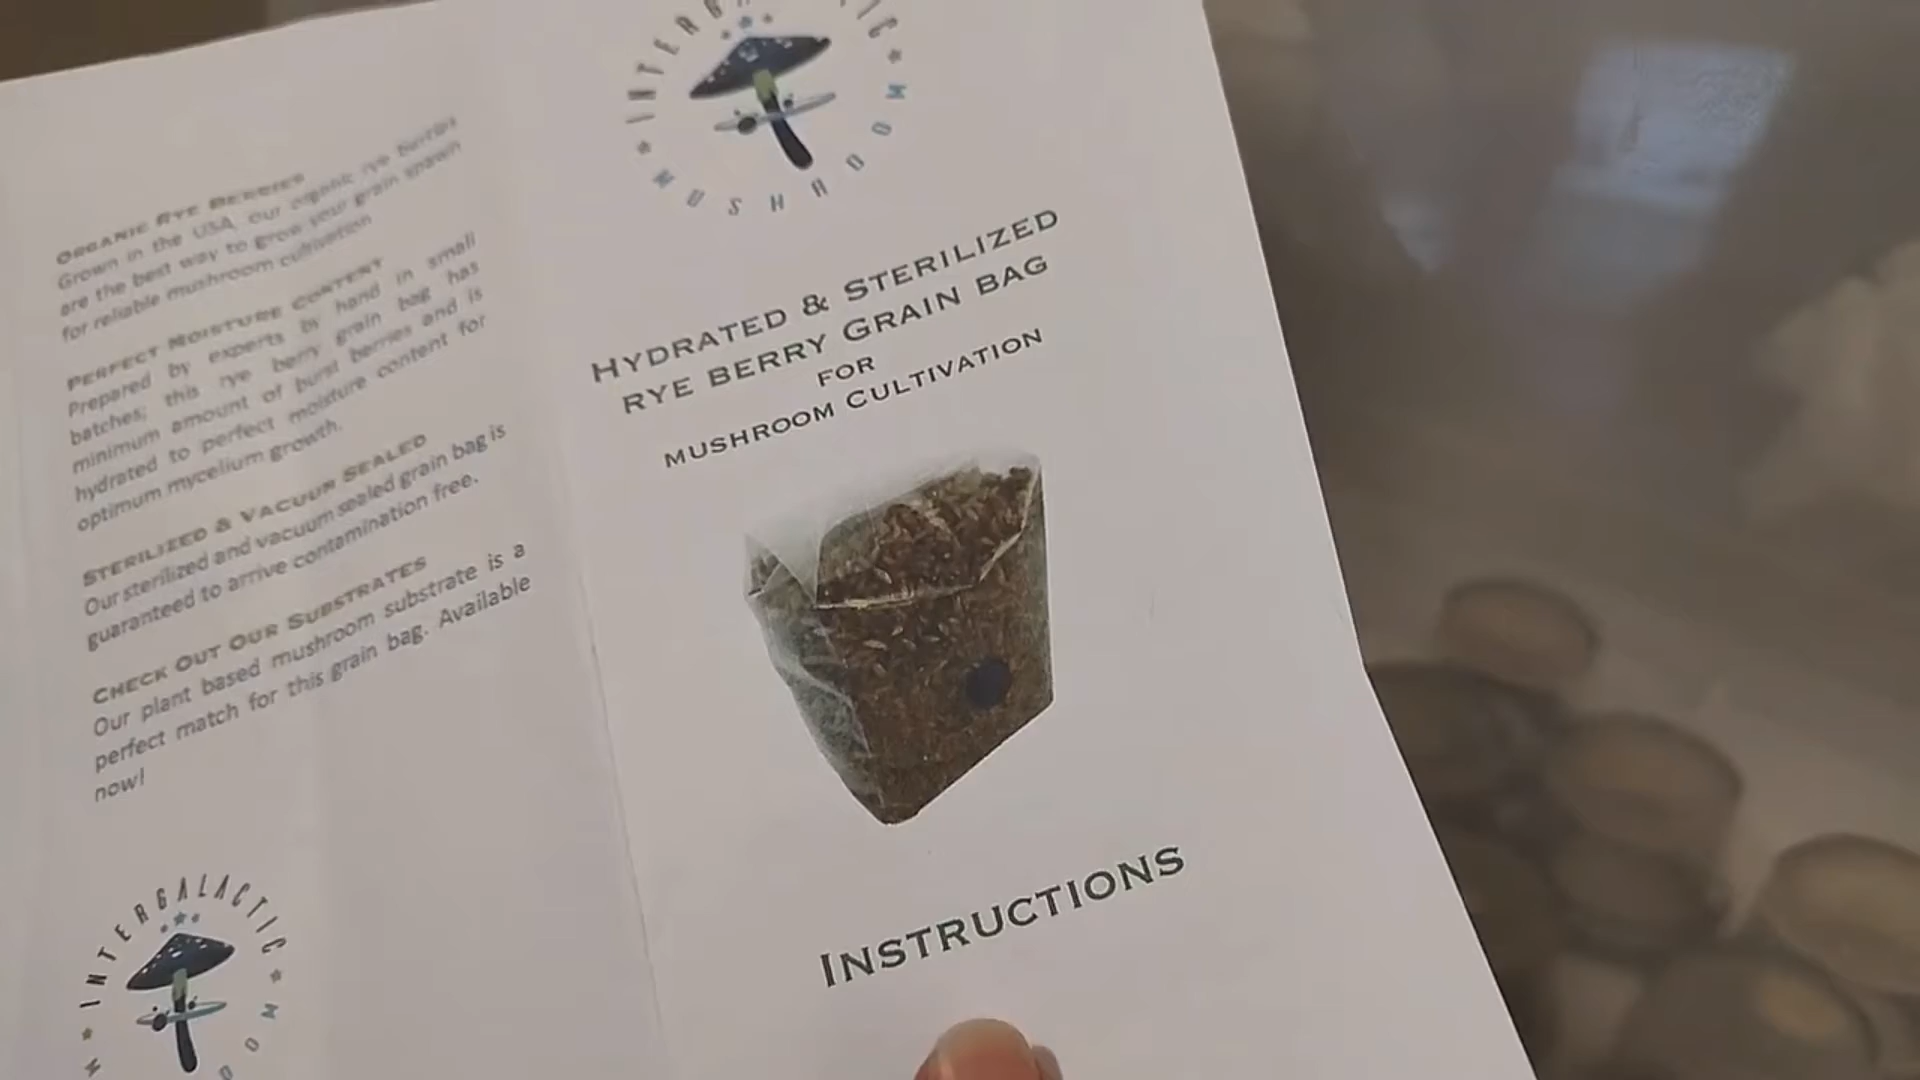 ORGANIC RYE BERRIES
Grown in the USA, our organic rye berries
are the best way to grow your grain spawn
for reliable mushroom cultivation
PERFECT MOISTURE CONTENT
Prepared by experts by hand in small
batches; this rye berry grain bag has
minimum amount of burst berries and is
hydrated to perfect moisture content for
optimum mycelium growth.
STERILIZED & VACUUM SEALED
Our sterilized and vacuum sealed grain bag is
guaranteed to arrive contamination free.
CHECK OUT OUR SUBSTRATES
Our plant based mushroom substrate is a
perfect match for this grain bag. Available
now!
INTERGALACTIC
MUSHROOM
HYDRATED & STERILIZED
RYE BERRY GRAIN BAG
FOR
MUSHROOM CULTIVATION
INSTRUCTIONS